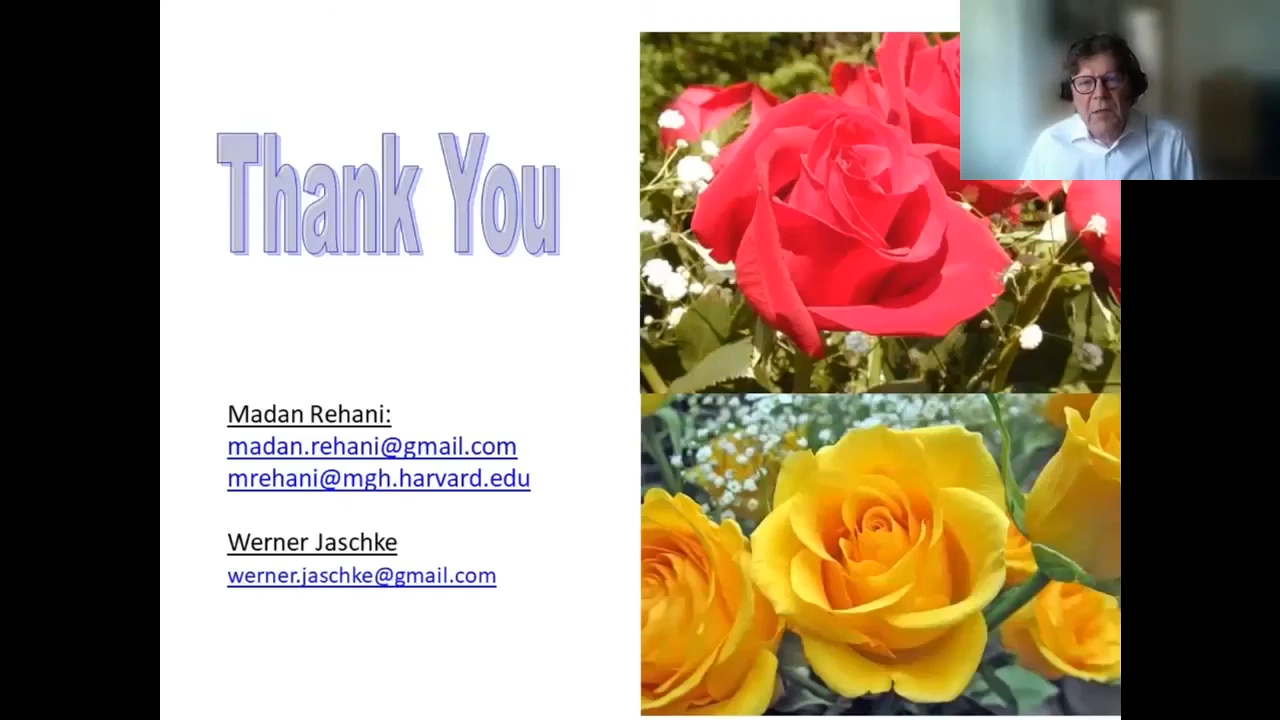 Thank You
Madan Rehani:
madan.rehani@gmail.com
mrehani@mgh.harvard.edu
Werner Jaschke
werner.jaschke@gmail.com